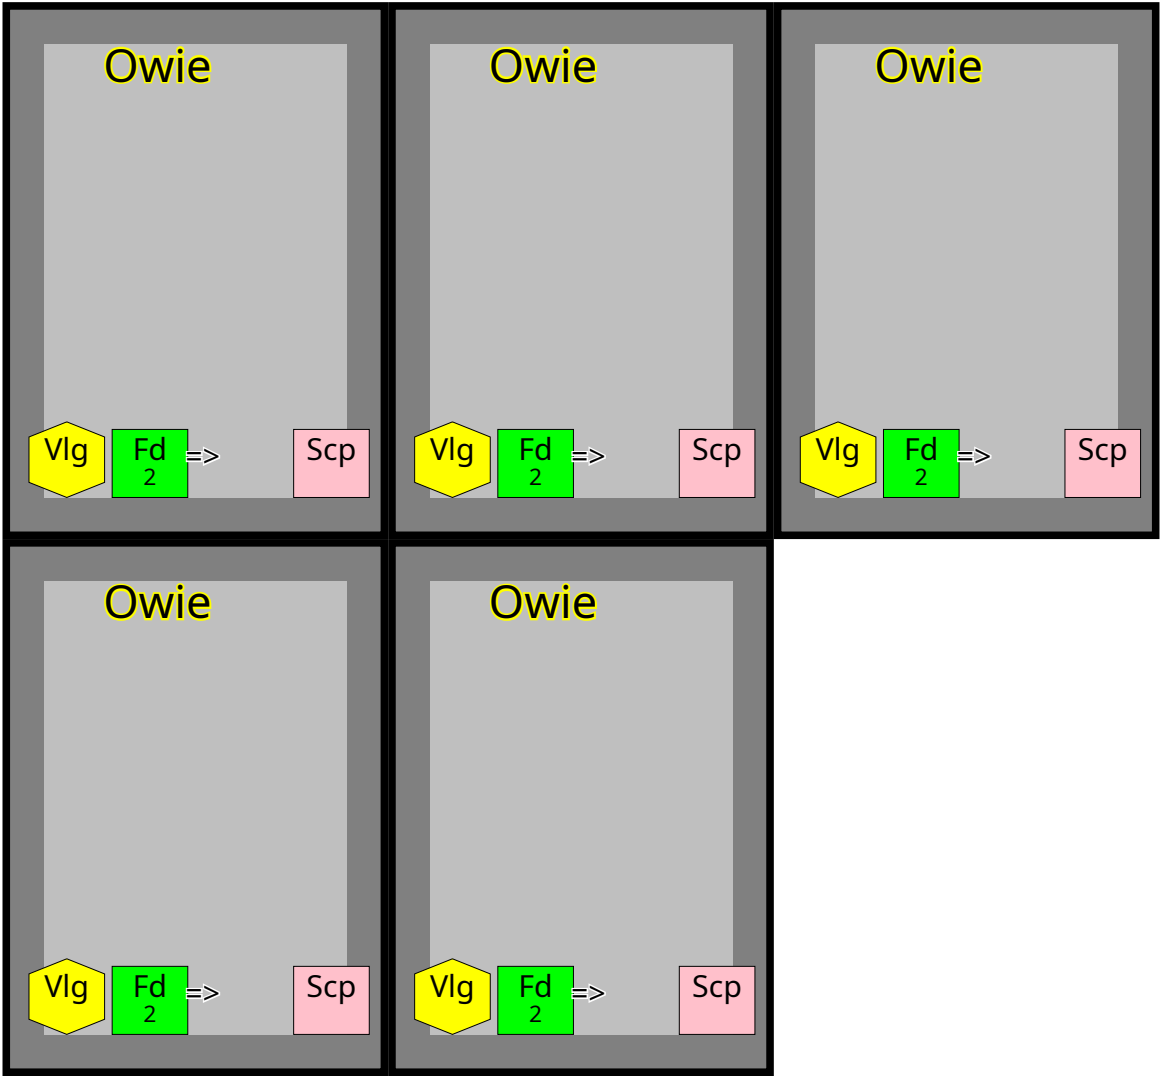 Owie
Vlg Fd => Scp
2
Owie
Vlg Fd => Scp
2
Owie
Vlg Fd => Scp
2
Owie
Vlg Fd => Scp
2
Owie
Vlg Fd => Scp
2